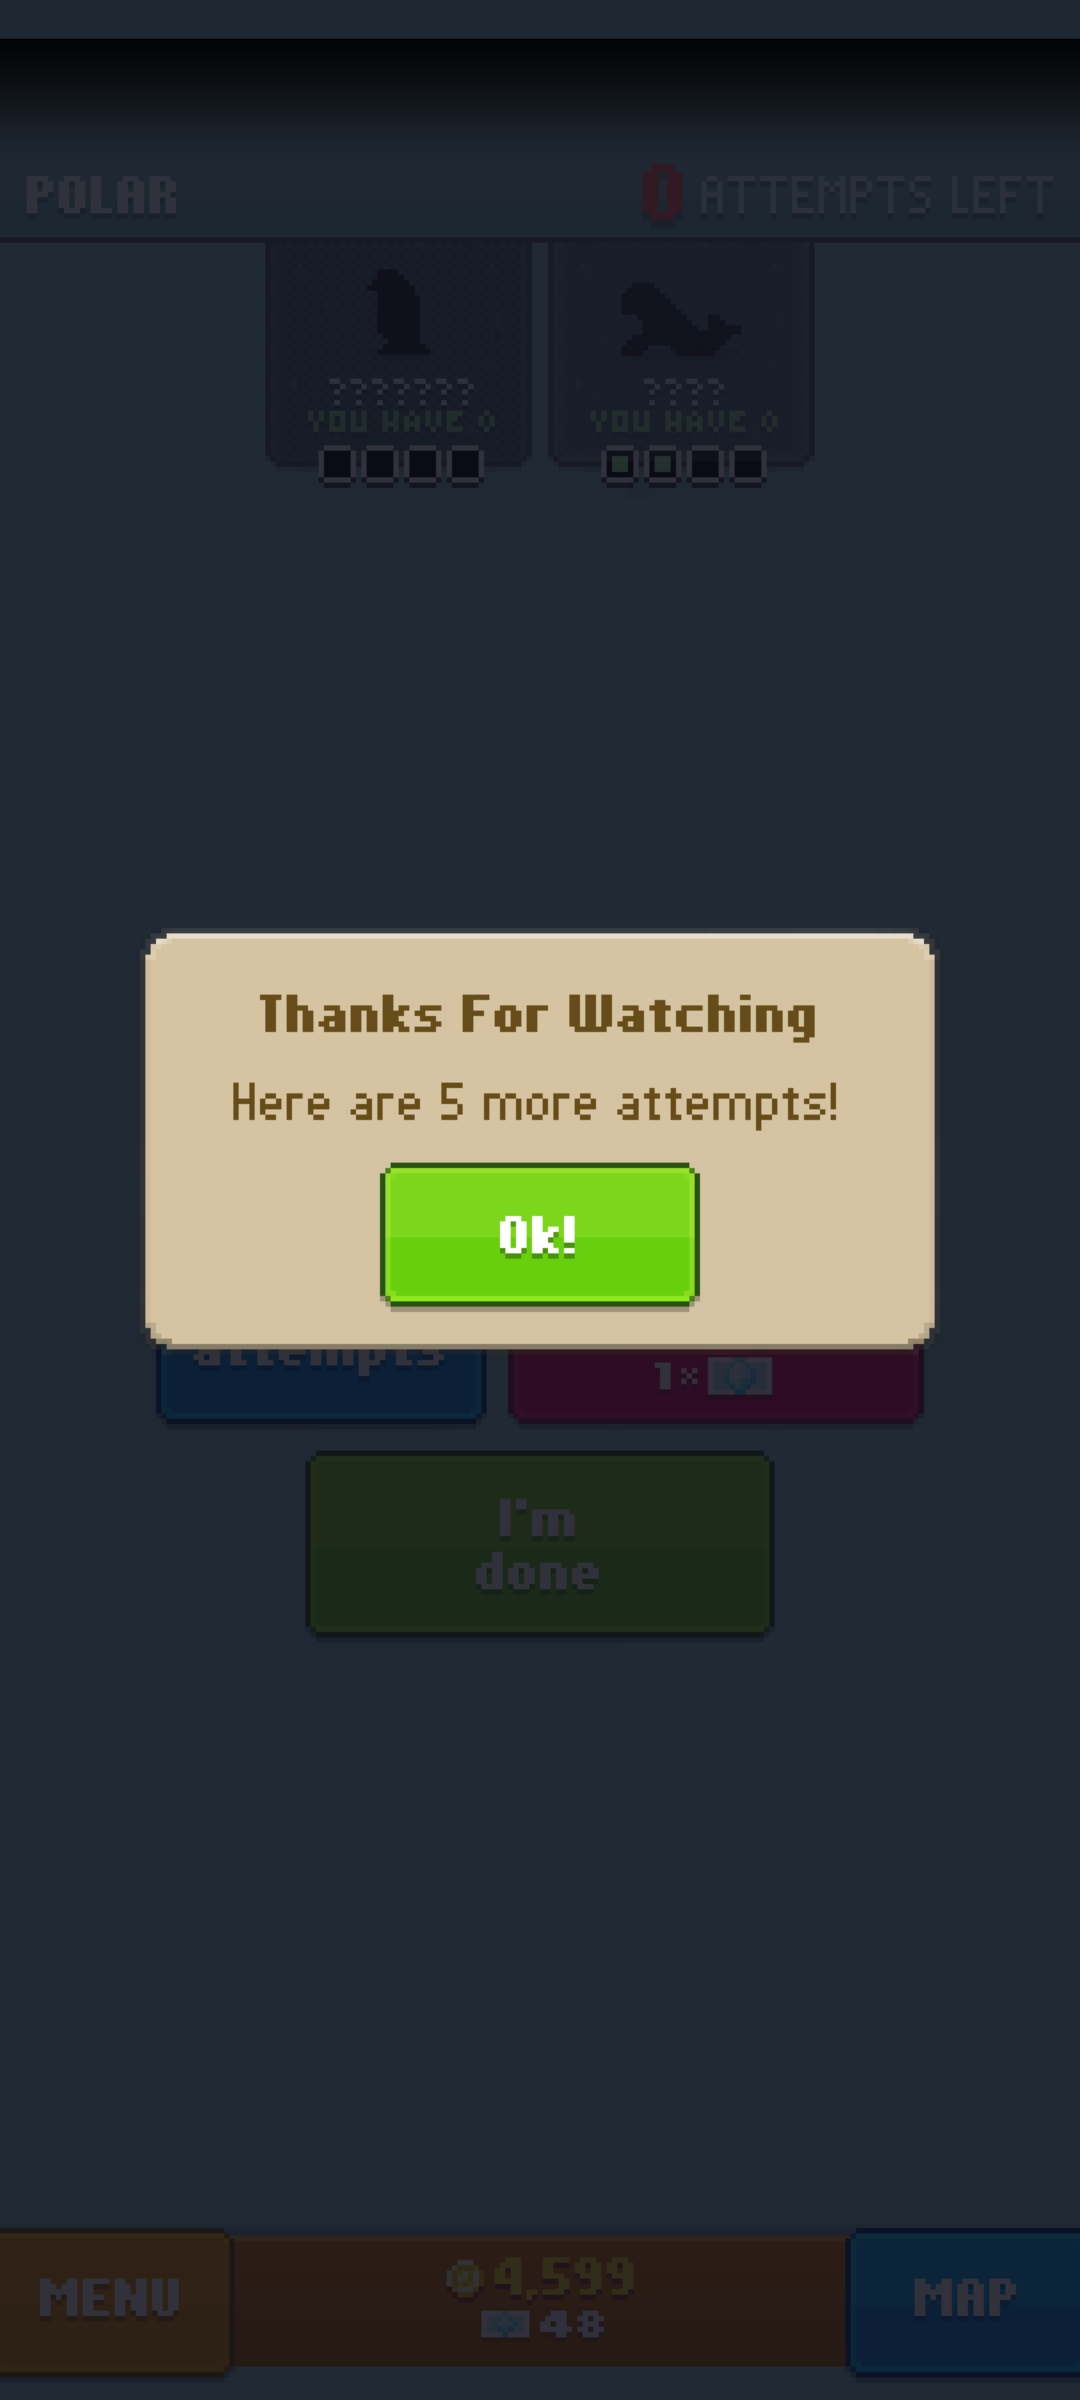 POLAR
0 ATTEMPTS LEFT
??????? ????
YOU HAVE 0 YOU HAVE 0
Thanks For Watching
Here are 5 more attempts!
Ok!
attempts
1×
I'm
done
MENU
4,599
48
MAP